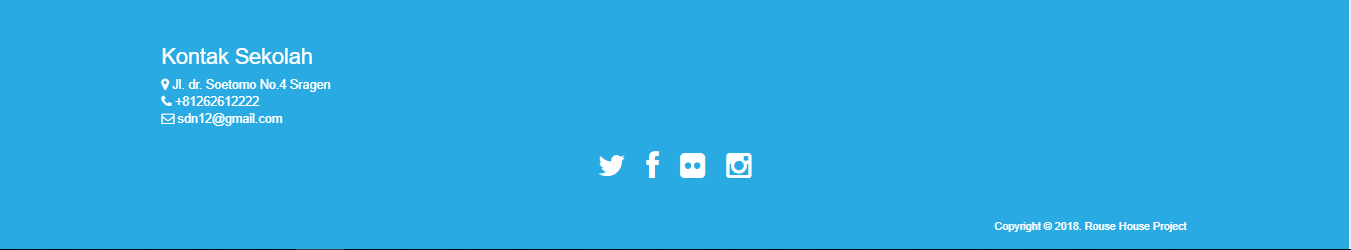 Kontak Sekolah
Jl. dr. Soetomo No.4 Sragen
+81262612222
sdn12@gmail.com
Copyright © 2018. Rouse House Project